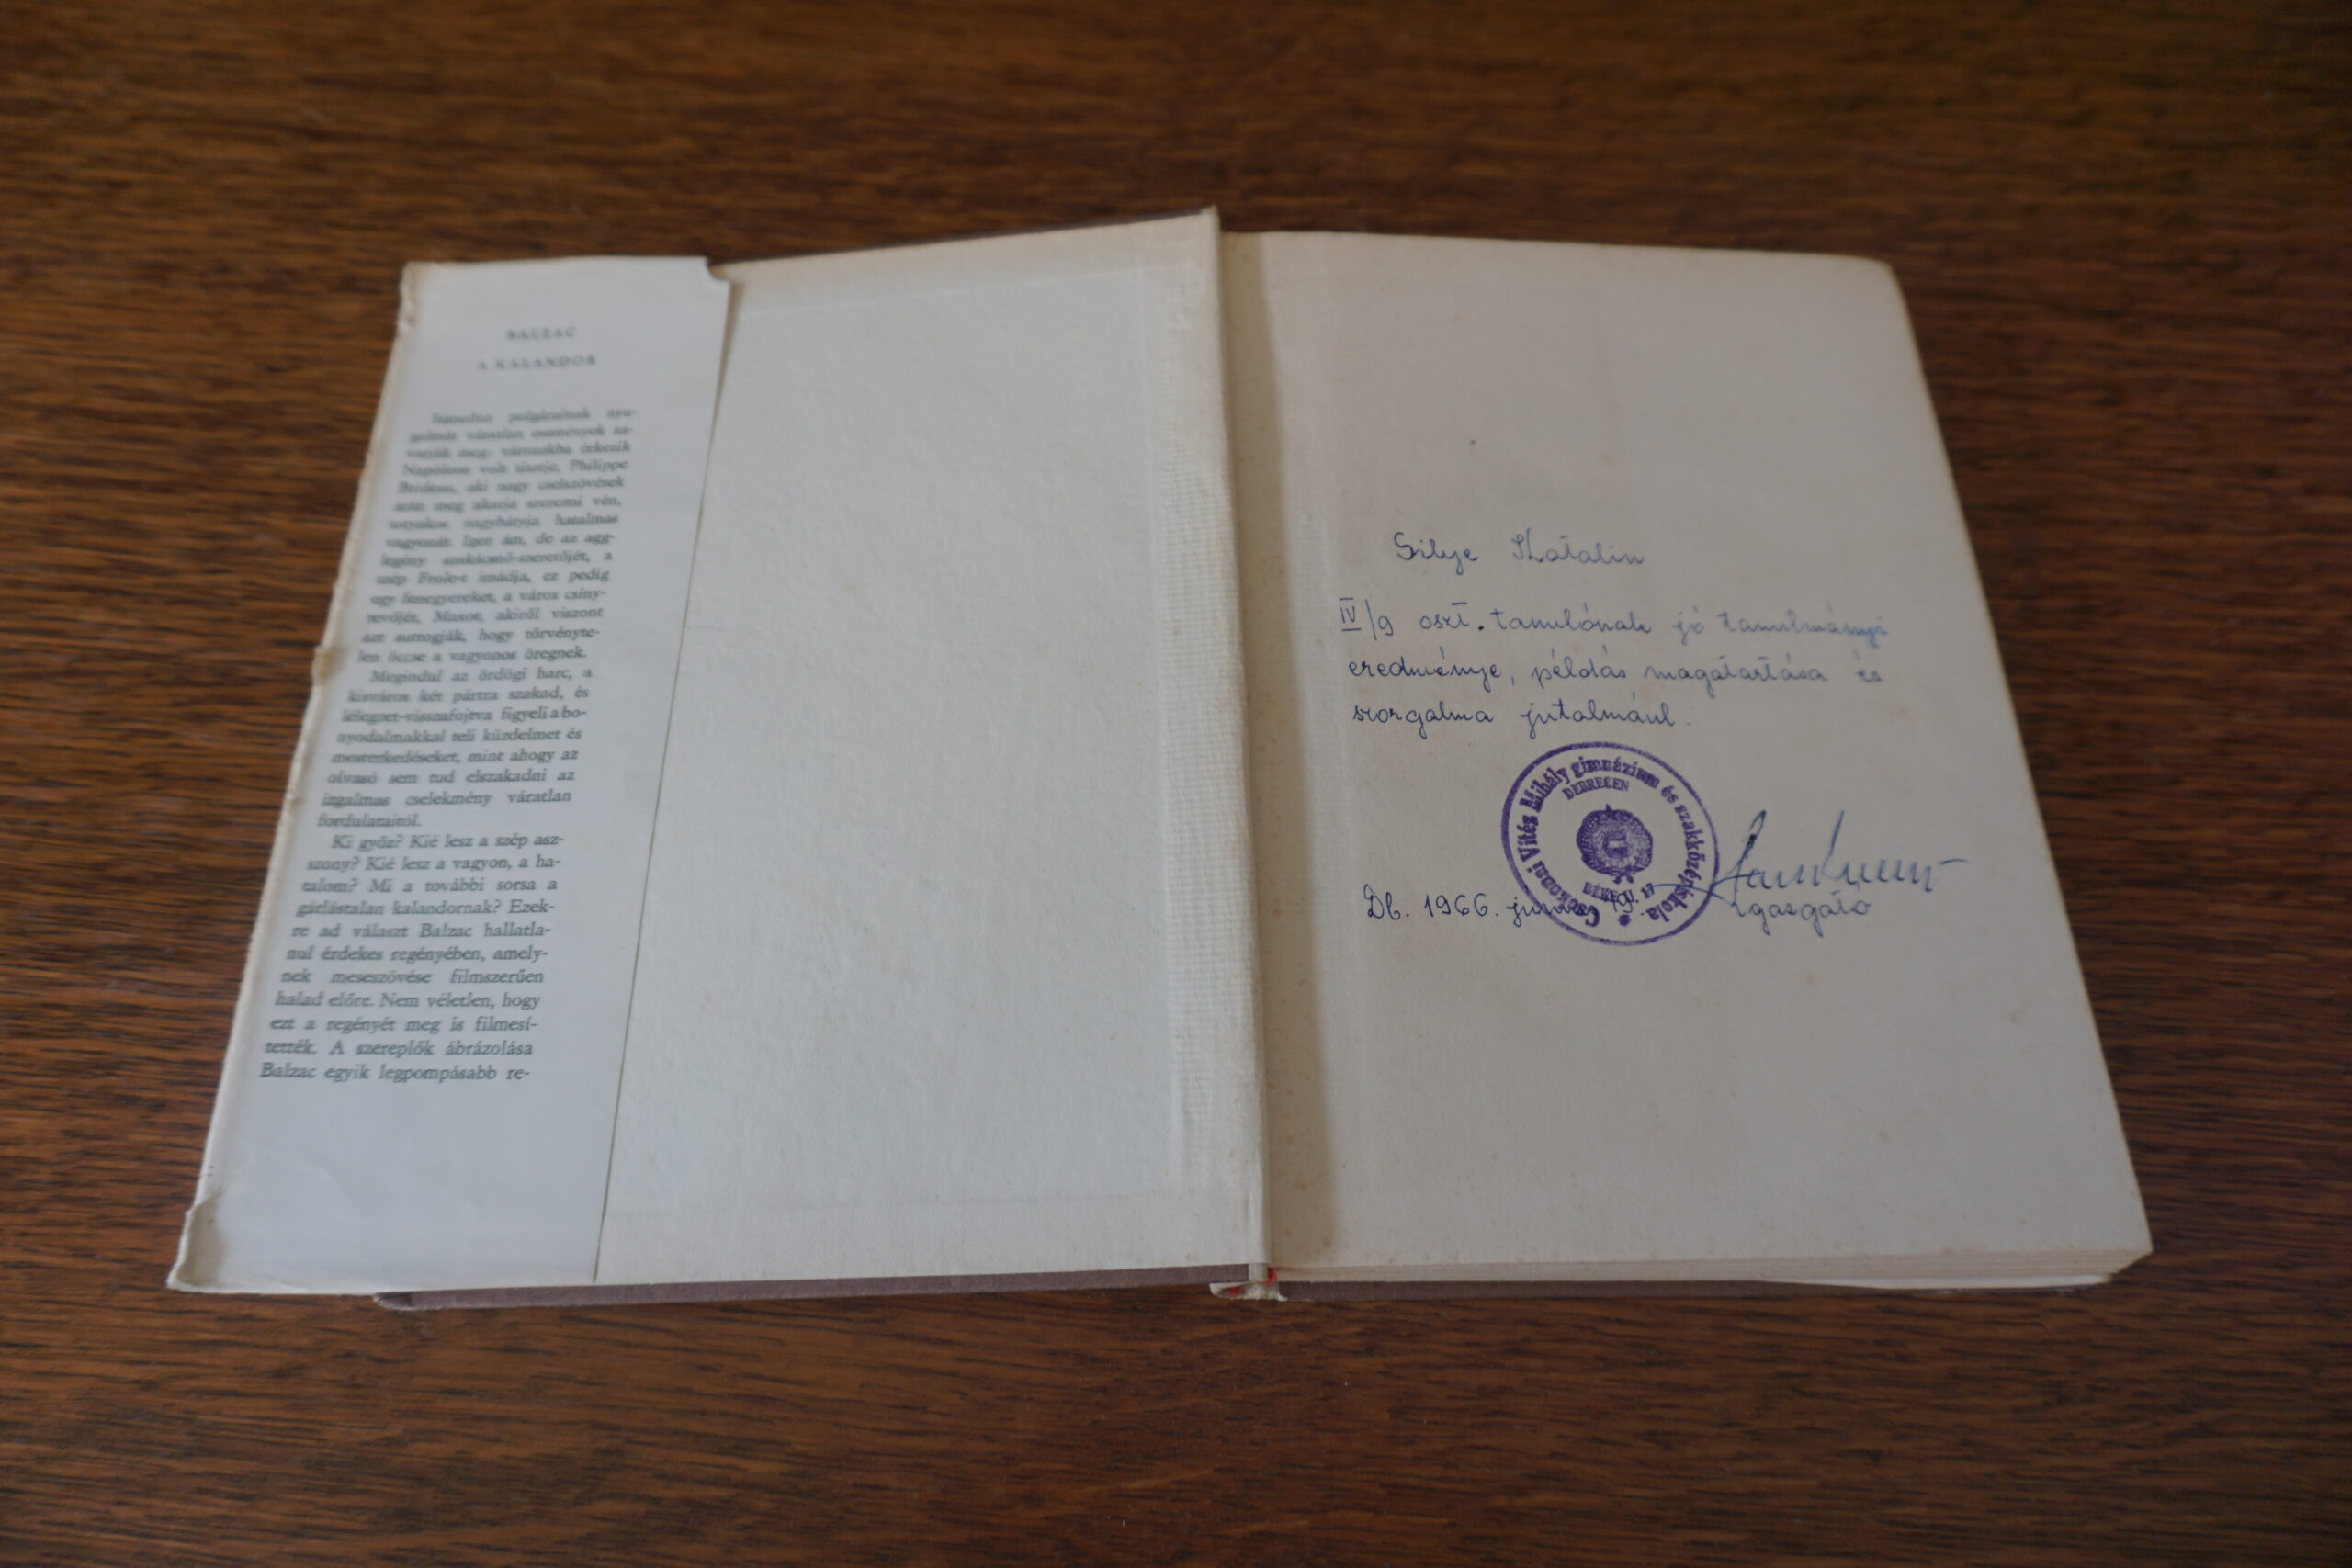 BALZAC
A KALANDOR
Issoudun polgárainak nyu-
galmát váratlan események za-
varják meg: városukba érkezik
Napóleon volt tisztje, Philippe
Brideau, aki nagy cselszövések
árán meg akarja szerezni vén,
totyakos nagybátyja hatalmas
vagyonát. Igen ám, de az agg-
legény szakácsnő-szeretőjét, a
szép Flore-t imádja, ez pedig
egy fenegyereket, a város csíny-
tevőjét, Maxot, akiről viszont
azt suttogják, hogy törvényte-
len öccse a vagyonos öregnek.
Megindul az ördögi harc, a
kisváros két pártra szakad, és
lélegzet-visszafojtva figyeli a bo-
nyodalmakkal teli küzdelmet és
mesterkedéseket, mint ahogy az
olvasó sem tud elszakadni az
izgalmas cselekmény váratlan
fordulataitól.
Ki győz? Kié lesz a szép asz-
szony? Kié lesz a vagyon, a ha-
talom? Mi a további sorsa a
gátlástalan kalandornak? Ezek-
re ad választ Balzac hallatla-
nul érdekes regényében, amely-
nek meseszövése filmszerűen
halad előre. Nem véletlen, hogy
ezt a regényét meg is filmesí-
tették. A szereplők ábrázolása
Balzac egyik legpompásabb re-
Silye Katalin
IV/9 oszt. tanulónak jó tanulmányi
eredménye, példás magatartása és
szorgalma jutalmául.
Csokonai Vitéz Mihály gimnázium és szakközépiskola
DEBRECEN
Db. 1966.
igazgató